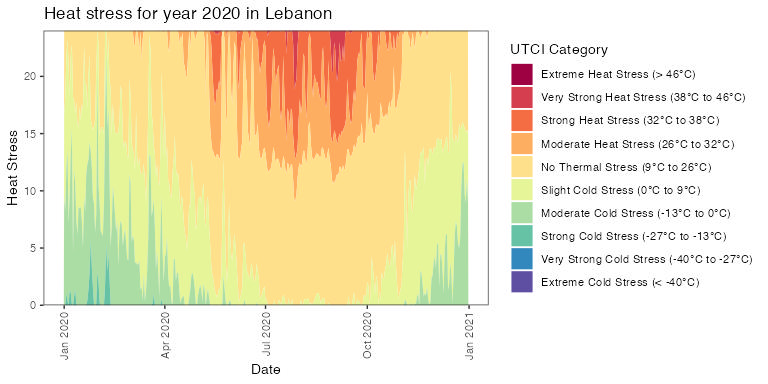 Heat stress for year 2020 in Lebanon
Heat Stress
20
15
10
5
0
Jan 2020
Apr 2020
Jul 2020
Oct 2020
Jan 2021
Date
UTCI Category
Extreme Heat Stress (> 46°C)
Very Strong Heat Stress (38°C to 46°C)
Strong Heat Stress (32°C to 38°C)
Moderate Heat Stress (26°C to 32°C)
No Thermal Stress (9°C to 26°C)
Slight Cold Stress (0°C to 9°C)
Moderate Cold Stress (-13°C to 0°C)
Strong Cold Stress (-27°C to -13°C)
Very Strong Cold Stress (-40°C to -27°C)
Extreme Cold Stress (< -40°C)